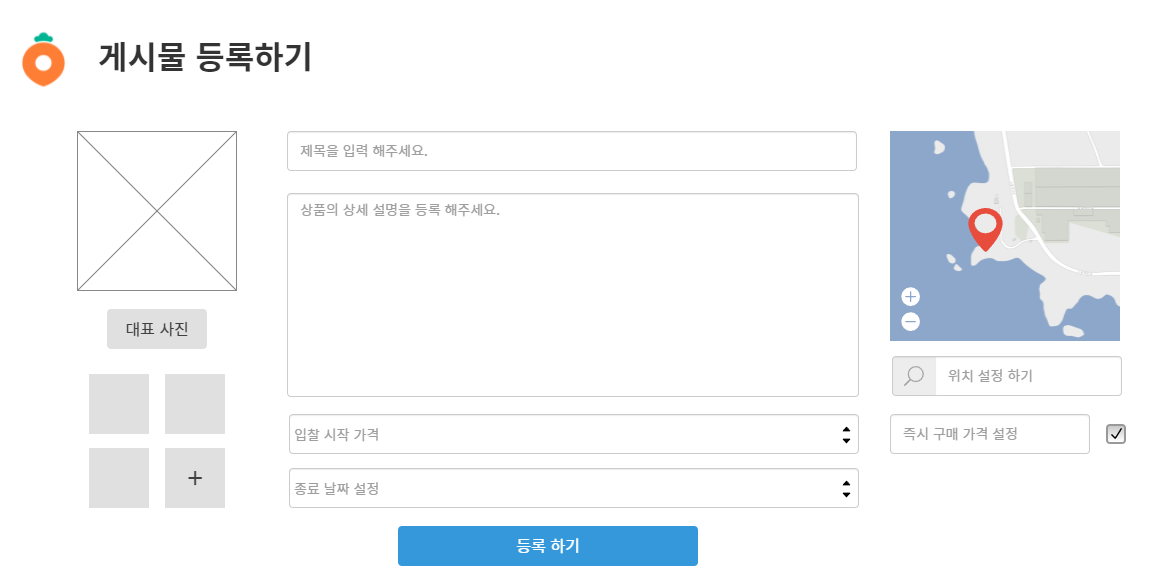 게시물 등록하기
제목을 입력 해주세요.
상품의 상세 설명을 등록 해주세요.
대표 사진
+
+
−
위치 설정 하기
입찰 시작 가격
즉시 구매 가격 설정
종료 날짜 설정
등록 하기